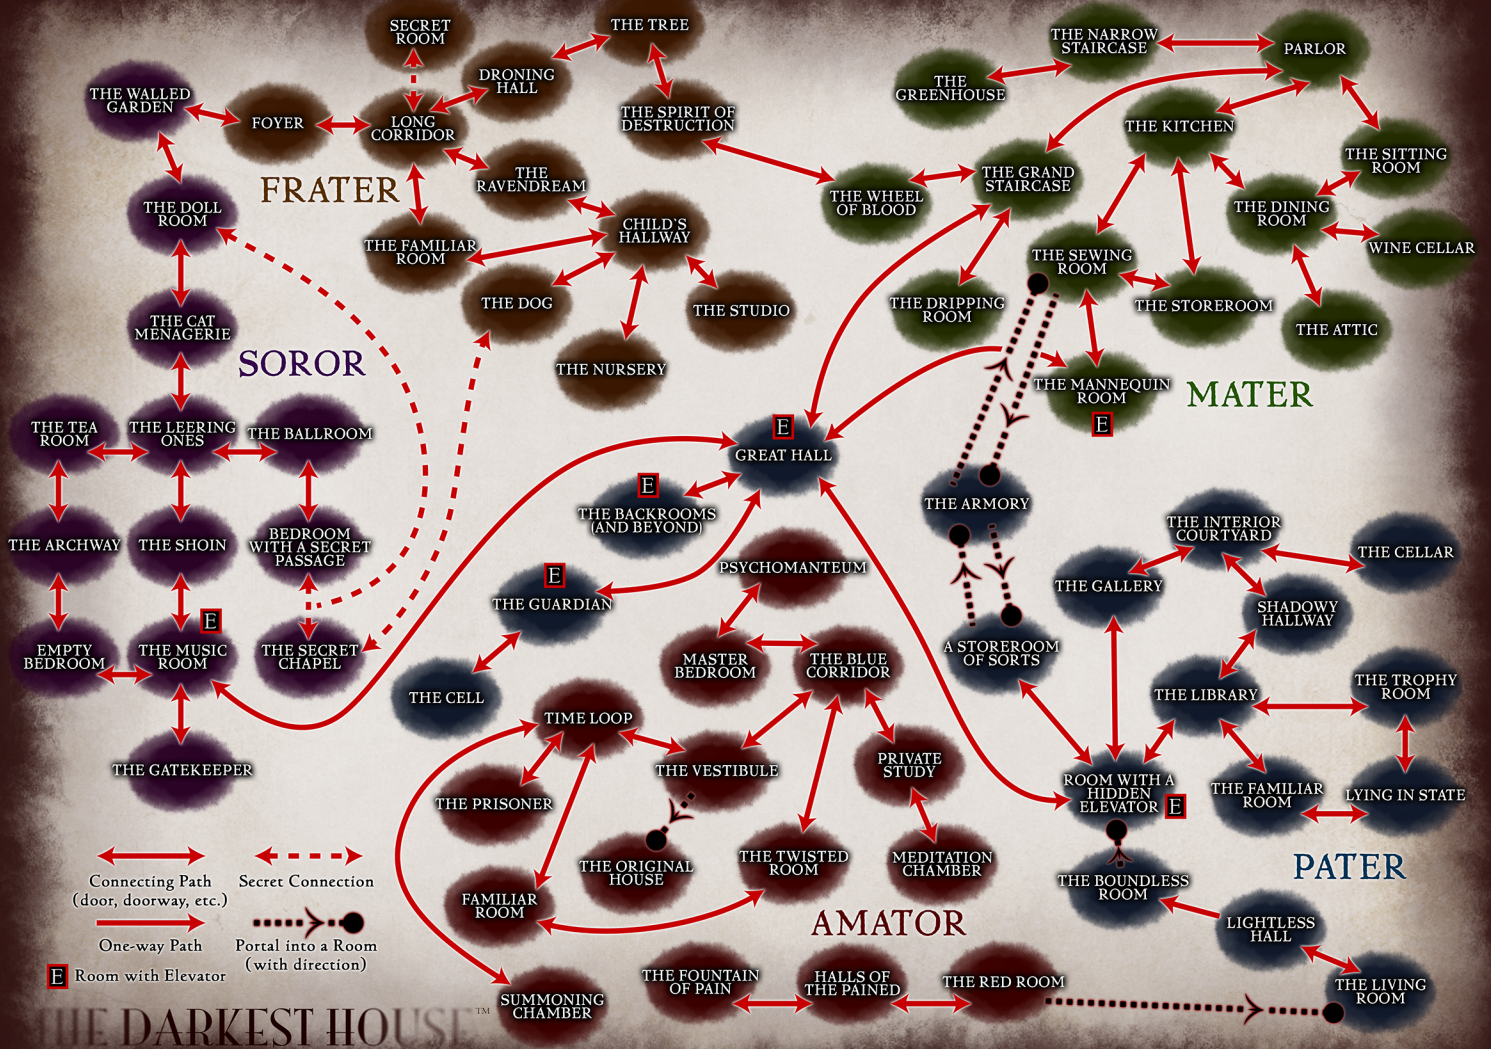 SECRET
ROOM
THE TREE
DRONING
HALL
THE WALLED
GARDEN
FOYER
LONG
CORRIDOR
THE SPIRIT OF
DESTRUCTION
FRATER
THE
RAVENDREAM
THE DOLL
ROOM
THE FAMILIAR
ROOM
CHILD'S
HALLWAY
THE DOG
THE STUDIO
THE NURSERY
THE NARROW
STAIRCASE
PARLOR
THE
GREENHOUSE
THE KITCHEN
THE SITTING
ROOM
THE WHEEL
OF BLOOD
THE GRAND
STAIRCASE
THE DINING
ROOM
WINE CELLAR
THE SEWING
ROOM
THE DRIPPING
ROOM
THE STOREROOM
THE ATTIC
THE MANNEQUIN
ROOM
E
MATER
THE CAT
MENAGERIE
SOROR
THE TEA
ROOM
THE LEERING
ONES
THE BALLROOM
THE ARCHWAY
THE SHOIN
BEDROOM
WITH A SECRET
PASSAGE
EMPTY
BEDROOM
E
THE MUSIC
ROOM
THE SECRET
CHAPEL
THE GATEKEEPER
E
GREAT HALL
E
THE BACKROOMS
(AND BEYOND)
E
THE GUARDIAN
THE CELL
THE ARMORY
A STOREROOM
OF SORTS
THE INTERIOR
COURTYARD
THE CELLAR
THE GALLERY
SHADOWY
HALLWAY
THE LIBRARY
THE TROPHY
ROOM
ROOM WITH A
HIDDEN
ELEVATOR
E
THE FAMILIAR
ROOM
LYING IN STATE
PATER
THE BOUNDLESS
ROOM
LIGHTLESS
HALL
THE LIVING
ROOM
PSYCHOMANTEUM
MASTER
BEDROOM
THE BLUE
CORRIDOR
TIME LOOP
THE VESTIBULE
PRIVATE
STUDY
THE PRISONER
THE ORIGINAL
HOUSE
THE TWISTED
ROOM
MEDITATION
CHAMBER
FAMILIAR
ROOM
AMATOR
SUMMONING
CHAMBER
THE FOUNTAIN
OF PAIN
HALLS OF
THE PAINED
THE RED ROOM
Connecting Path
(door, doorway, etc.)
Secret Connection
One-way Path
Portal into a Room
(with direction)
E Room with Elevator
THE DARKEST HOUSE™